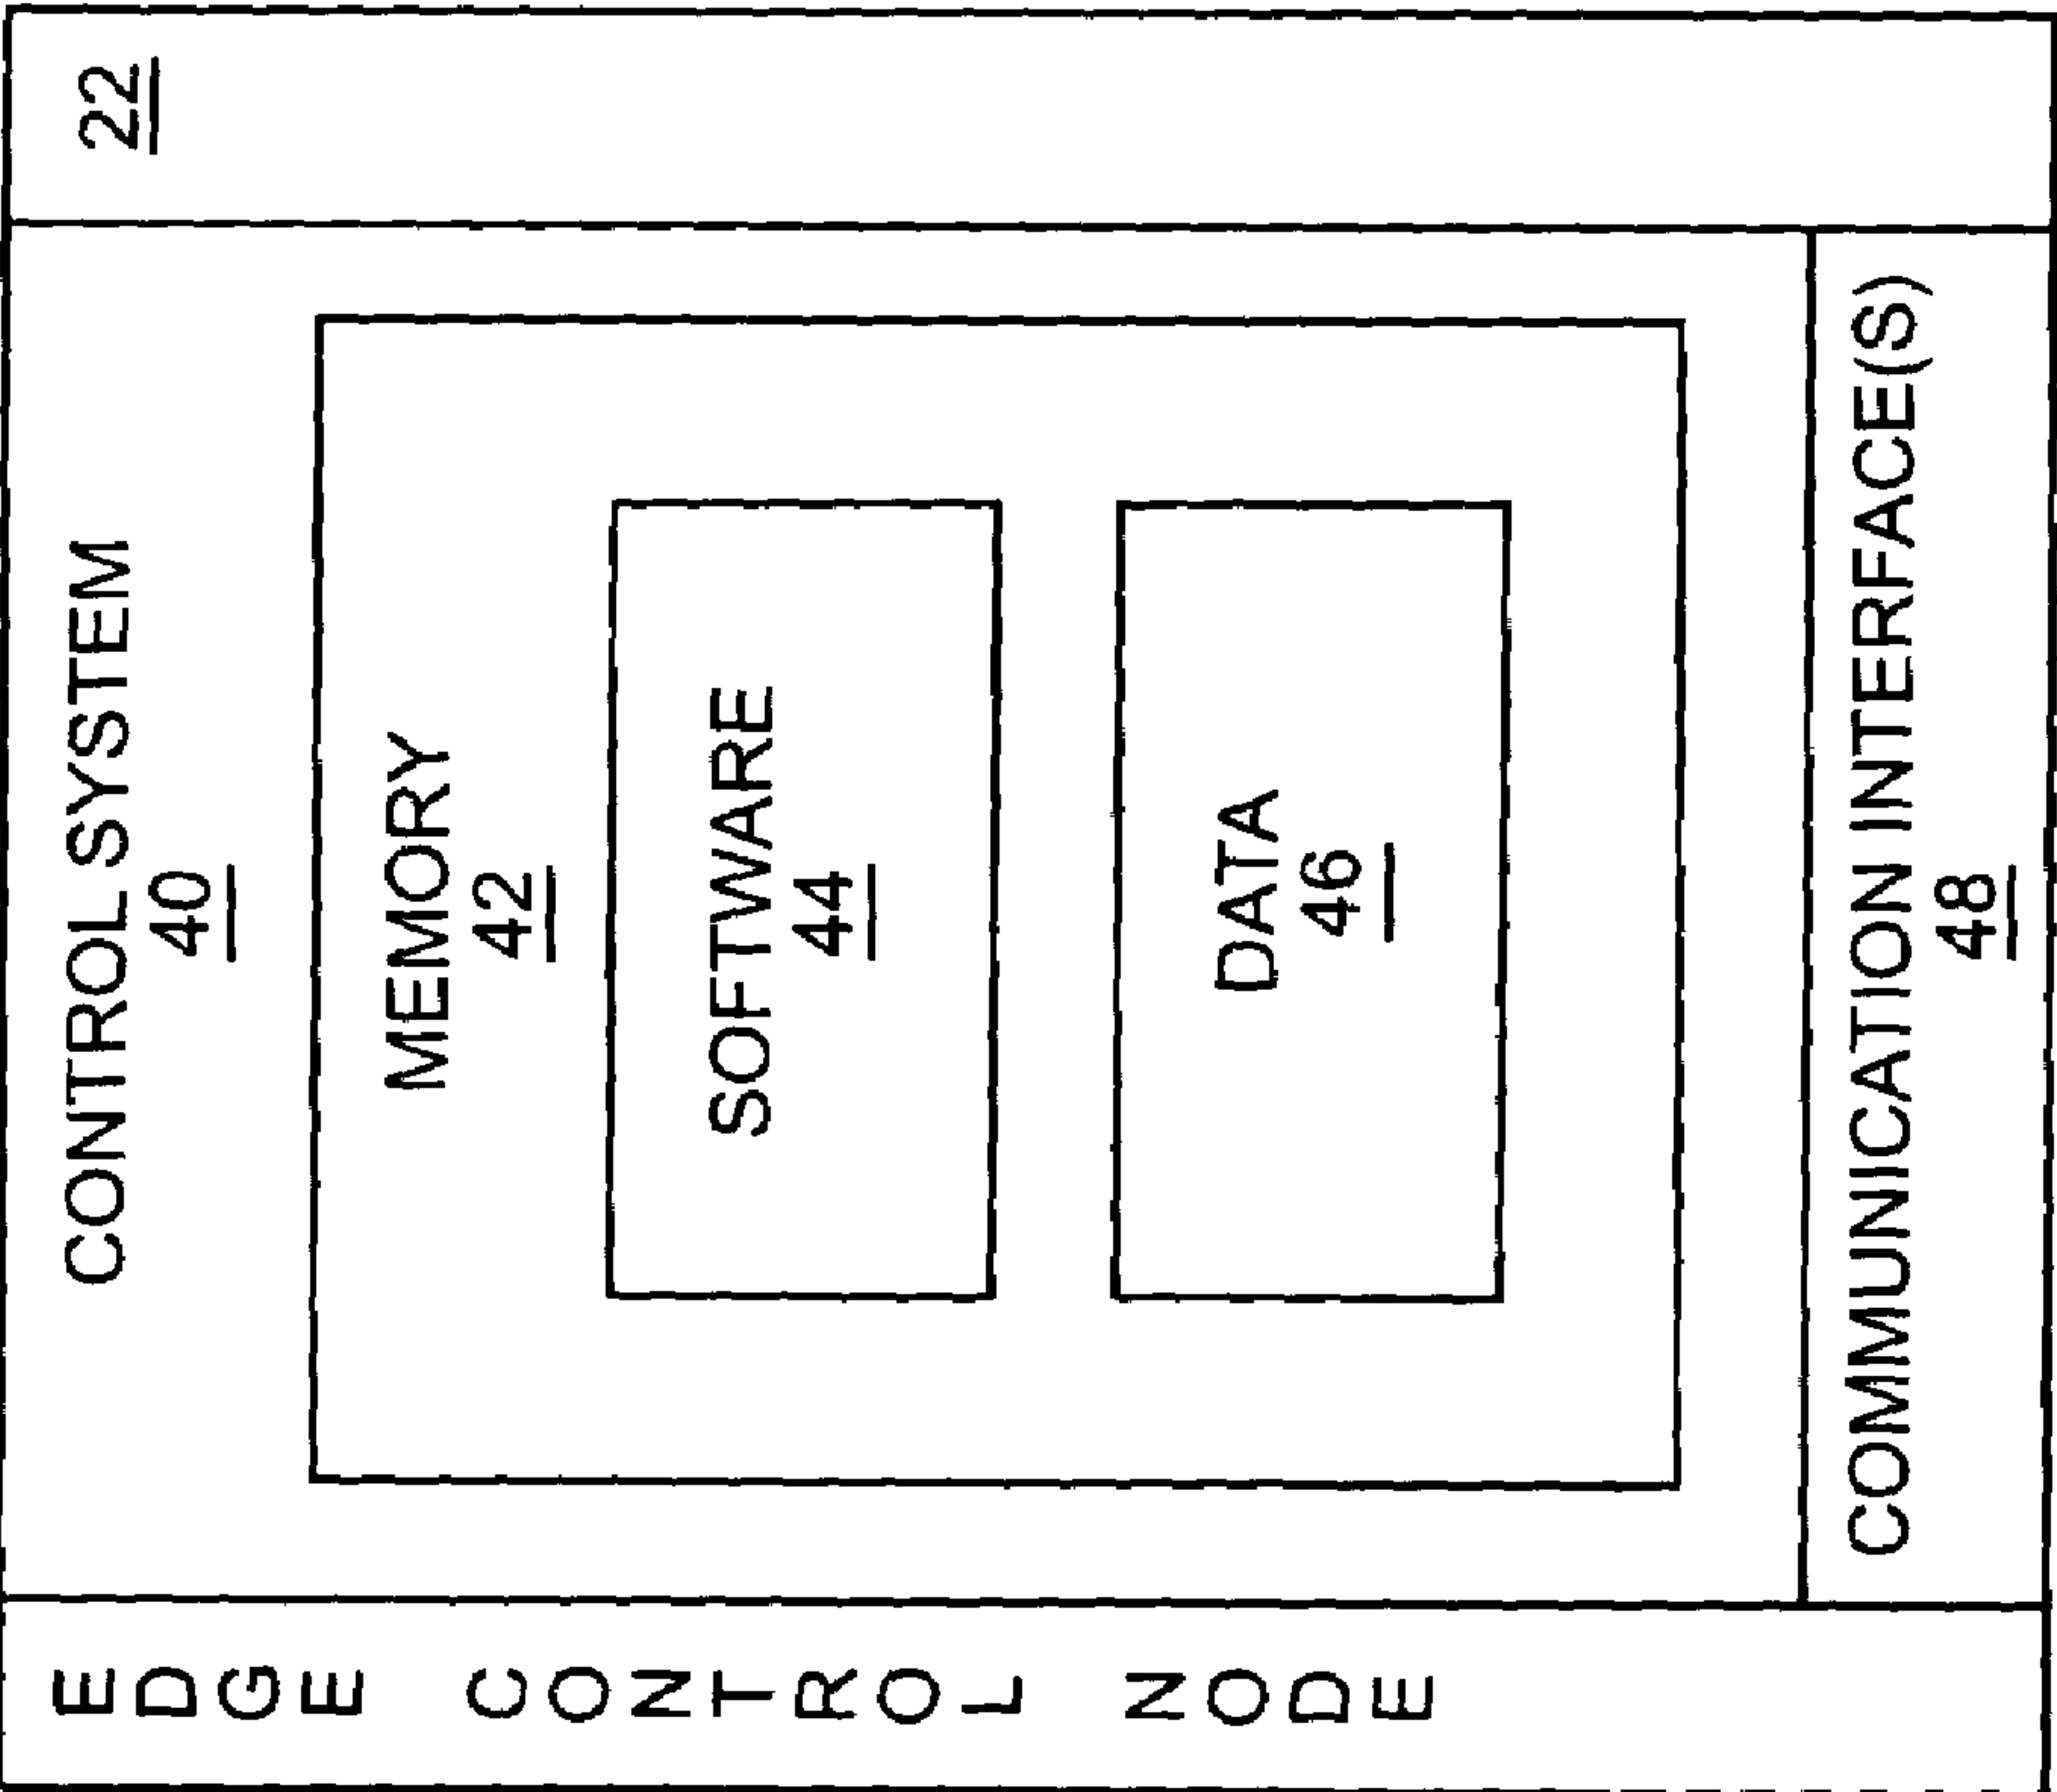 EDGE CONTROL NODE
CONTROL SYSTEM
40
MEMORY
42
SOFTWARE
44
DATA
46
COMMUNICATION INTERFACE(S)
48
22